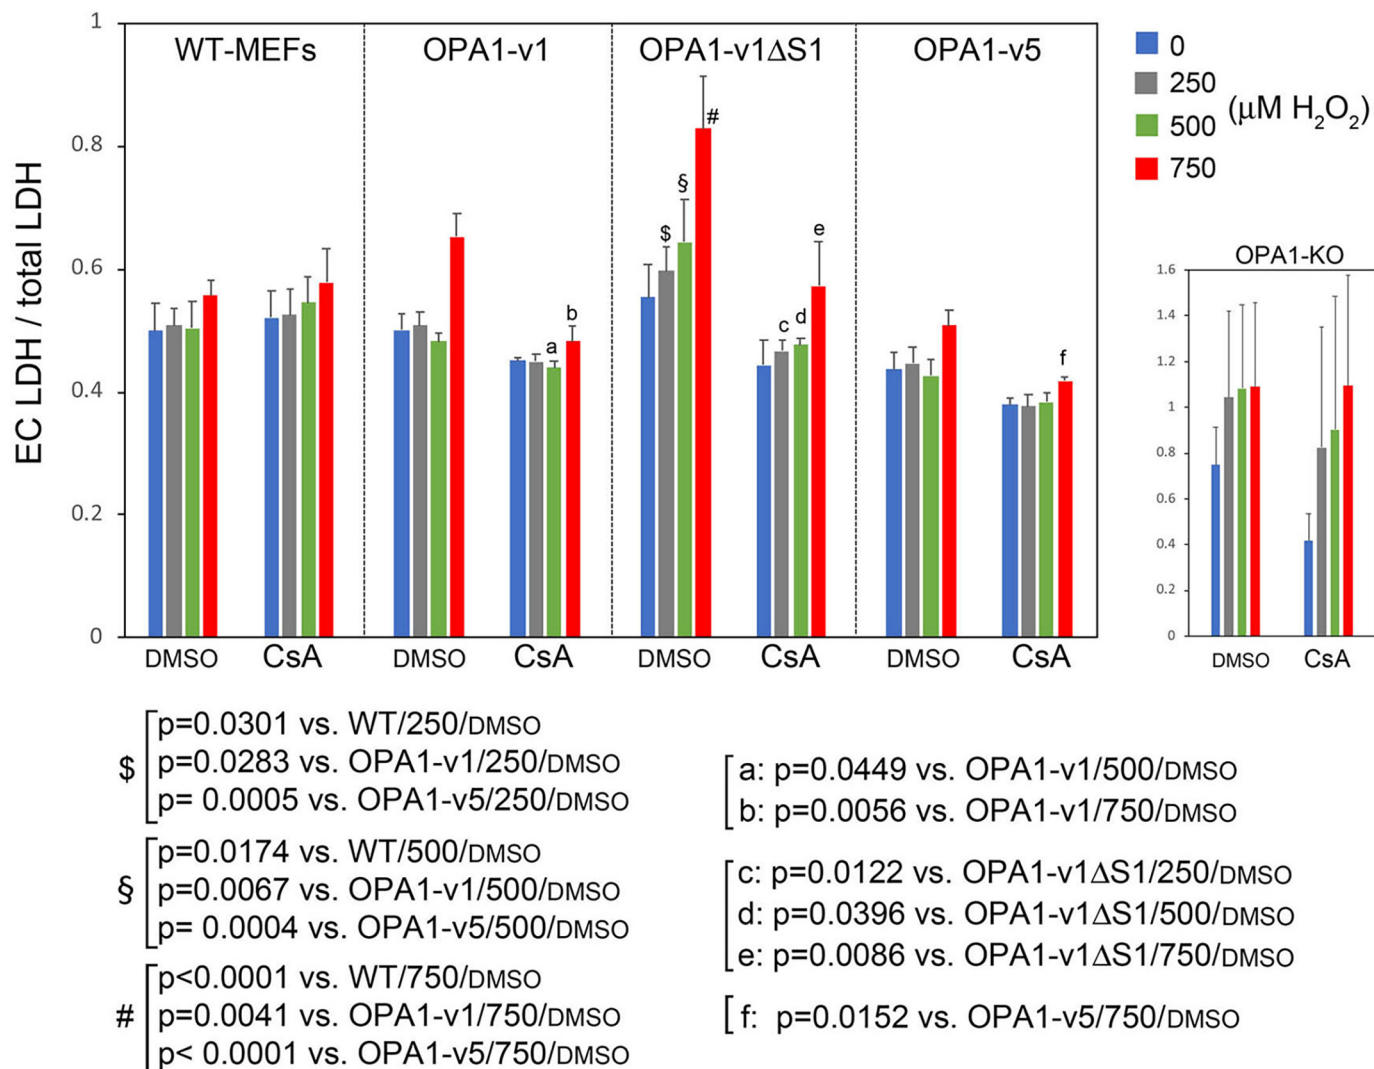 1
0.8
0.6
0.4
0.2
0
EC LDH / total LDH
WT-MEFs
OPA1-v1
OPA1-v1ΔS1
OPA1-v5
$
§
#
a
b
c
d
e
f
DMSO
CsA
DMSO
CsA
DMSO
CsA
DMSO
CsA
0
250
500
750
(μM H₂O₂)
OPA1-KO
1.6
1.4
1.2
1
0.8
0.6
0.4
0.2
0
DMSO
CsA
$
p=0.0301 vs. WT/250/DMSO
p=0.0283 vs. OPA1-v1/250/DMSO
p= 0.0005 vs. OPA1-v5/250/DMSO
§
p=0.0174 vs. WT/500/DMSO
p=0.0067 vs. OPA1-v1/500/DMSO
p= 0.0004 vs. OPA1-v5/500/DMSO
#
p<0.0001 vs. WT/750/DMSO
p=0.0041 vs. OPA1-v1/750/DMSO
p< 0.0001 vs. OPA1-v5/750/DMSO
a: p=0.0449 vs. OPA1-v1/500/DMSO
b: p=0.0056 vs. OPA1-v1/750/DMSO
c: p=0.0122 vs. OPA1-v1ΔS1/250/DMSO
d: p=0.0396 vs. OPA1-v1ΔS1/500/DMSO
e: p=0.0086 vs. OPA1-v1ΔS1/750/DMSO
f: p=0.0152 vs. OPA1-v5/750/DMSO